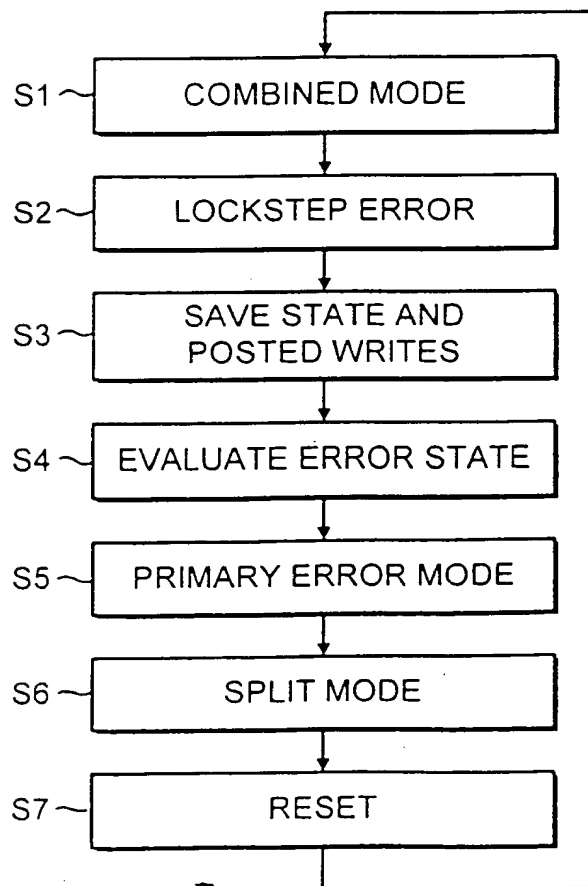 S1 COMBINED MODE
S2 LOCKSTEP ERROR
S3 SAVE STATE AND
POSTED WRITES
S4 EVALUATE ERROR STATE
S5 PRIMARY ERROR MODE
S6 SPLIT MODE
S7 RESET